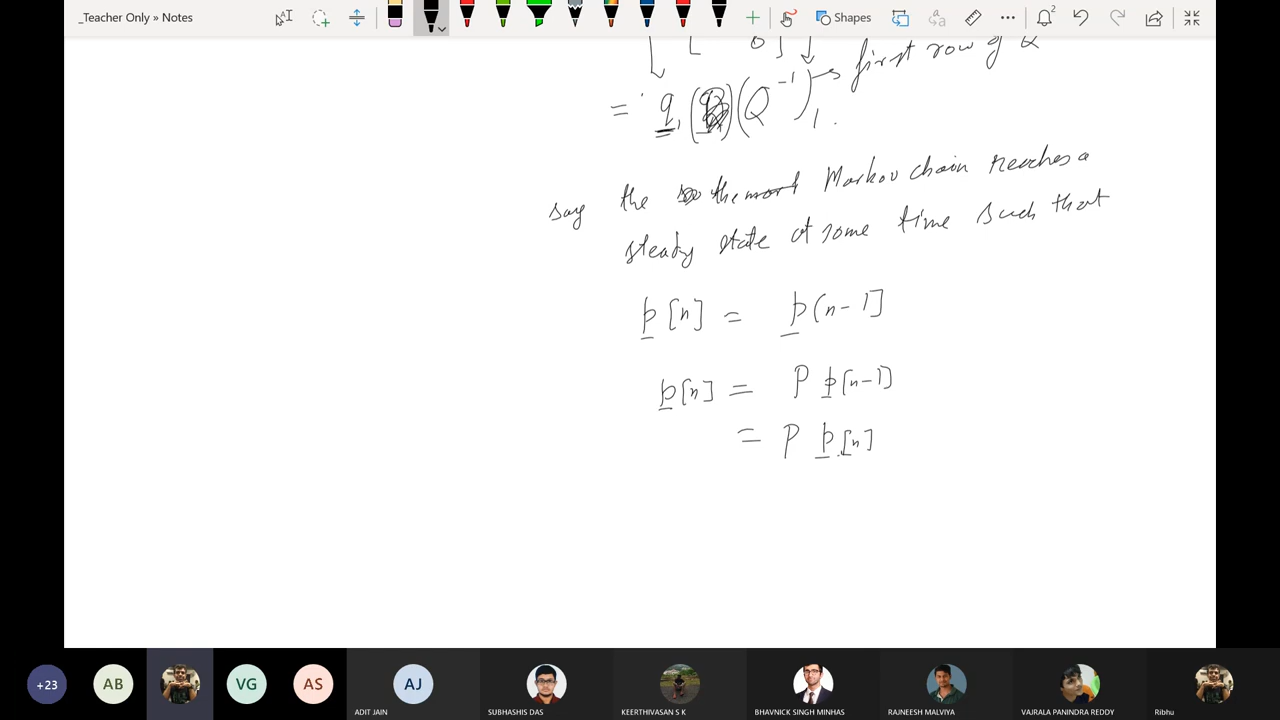 _Teacher Only » Notes
Shapes
2
first row of Q
= q₁ (Q⁻¹)₁.
say the Markov chain reaches a
steady state at some time such that
p[n] = p(n-1]
p[n] = P p[n-1]
= P p[n]
+23
AB
VG
AS
AJ
ADIT JAIN
SUBHASHIS DAS
KEERTHIVASAN S K
BHAVNICK SINGH MINHAS
RAJNEESH MALVIYA
VAJRALA PANINDRA REDDY
Ribhu